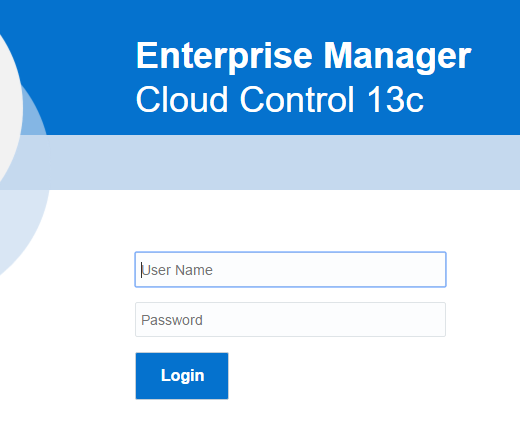 Enterprise Manager
Cloud Control 13c
User Name
Password
Login